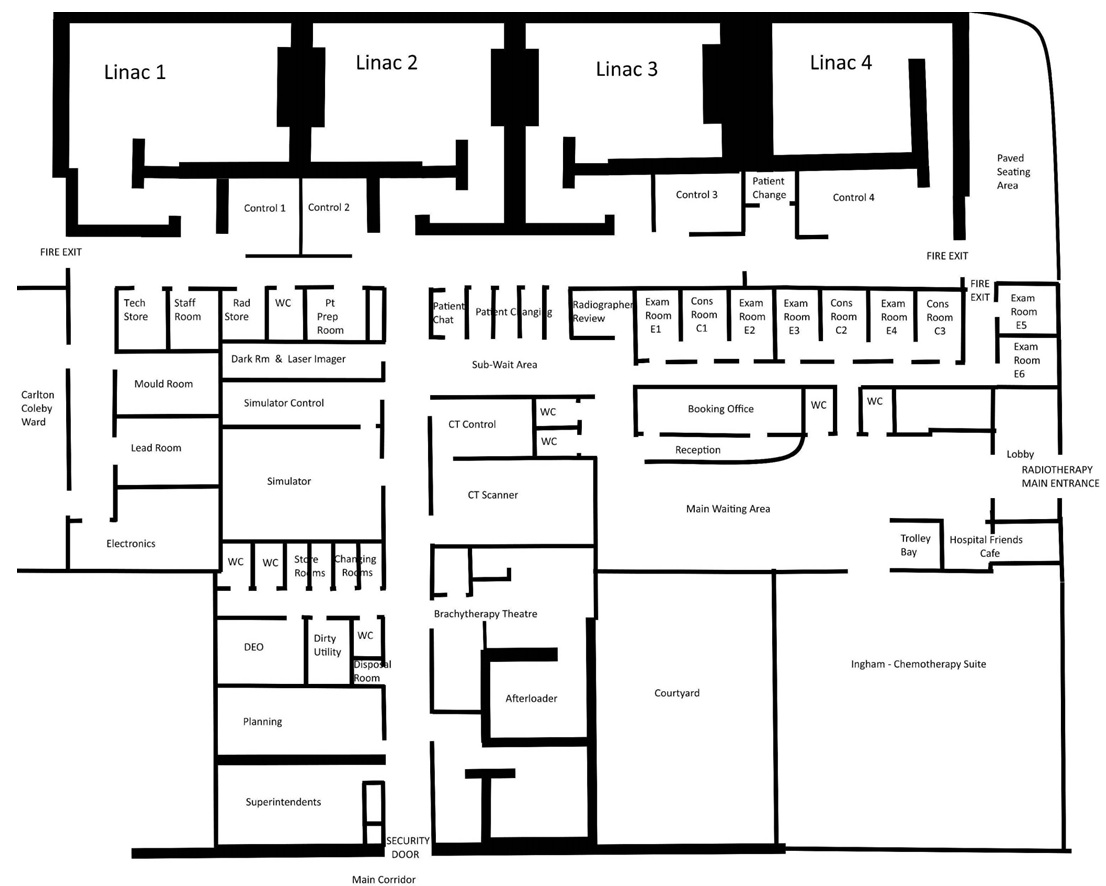 Linac 1
Linac 2
Linac 3
Linac 4
Paved
Seating
Area
Control 1
Control 2
Control 3
Patient
Change
Control 4
FIRE EXIT
FIRE EXIT
FIRE
EXIT
Tech
Store
Staff
Room
Rad
Store
WC
Pt
Prep
Room
Patient
Chat
Patient Changing
Radiographer
Review
Exam
Room
E1
Cons
Room
C1
Exam
Room
E2
Exam
Room
E3
Cons
Room
C2
Exam
Room
E4
Cons
Room
C3
Exam
Room
E5
Exam
Room
E6
Dark Rm & Laser Imager
Sub-Wait Area
Mould Room
Simulator Control
Carlton
Coleby
Ward
CT Control
WC
WC
Booking Office
WC
WC
Lead Room
Reception
Lobby
RADIOTHERAPY
MAIN ENTRANCE
Simulator
CT Scanner
Main Waiting Area
Electronics
Trolley
Bay
Hospital Friends
Cafe
WC
WC
Store
Rooms
Changing
Rooms
Brachytherapy Theatre
DEO
Dirty
Utility
WC
Disposal
Room
Ingham - Chemotherapy Suite
Afterloader
Courtyard
Planning
Superintendents
SECURITY
DOOR
Main Corridor